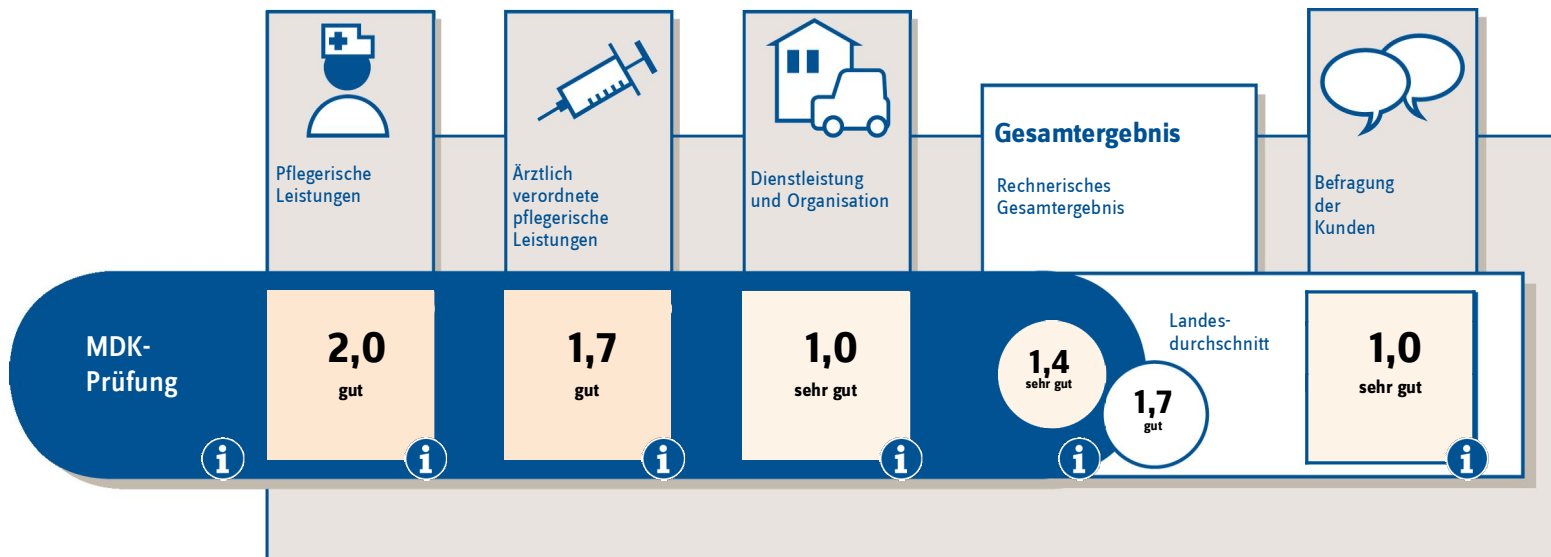 Pflegerische
Leistungen
Ärztlich
verordnete
pflegerische
Leistungen
Dienstleistung
und Organisation
Gesamtergebnis
Rechnerisches
Gesamtergebnis
Befragung
der
Kunden
MDK-
Prüfung
2,0
gut
1,7
gut
1,0
sehr gut
1,4
sehr gut
Landes-
durchschnitt
1,7
gut
1,0
sehr gut
i
i
i
i
i
i